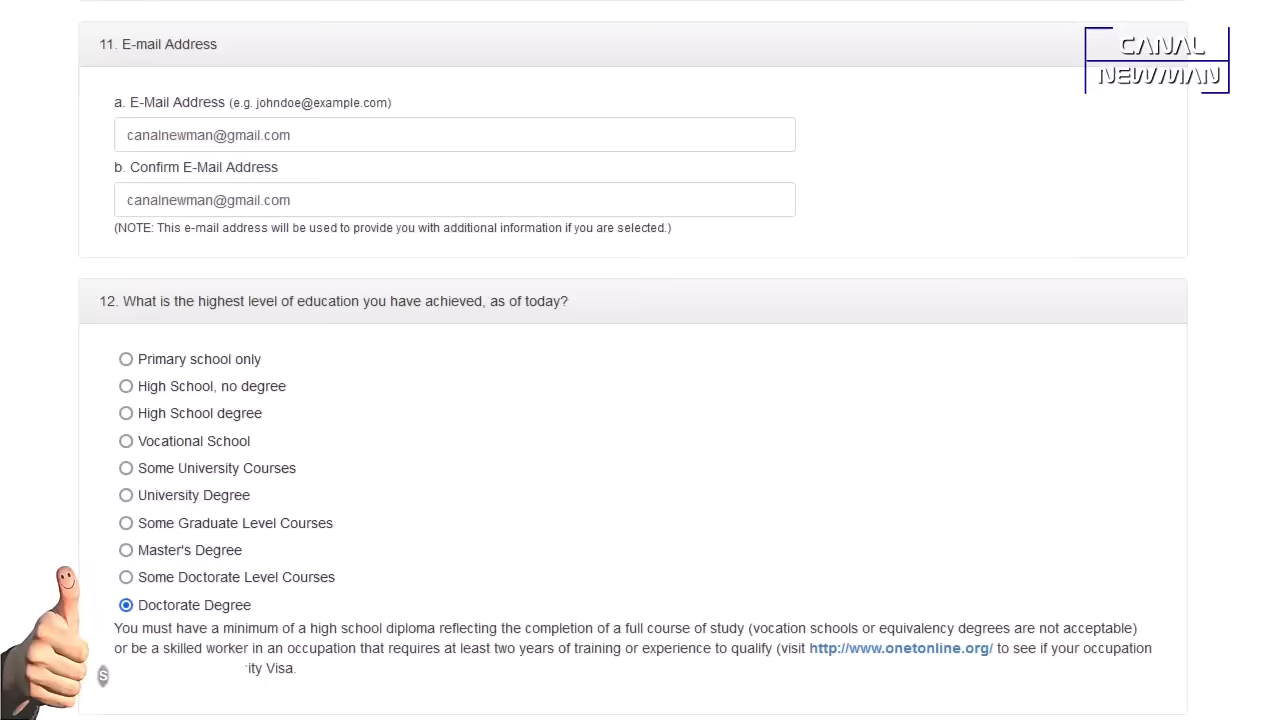 11. E-mail Address
CANAL
NEWMAN
a. E-Mail Address (e.g. johndoe@example.com)
canalnewman@gmail.com
b. Confirm E-Mail Address
canalnewman@gmail.com
(NOTE: This e-mail address will be used to provide you with additional information if you are selected.)
12. What is the highest level of education you have achieved, as of today?
Primary school only
High School, no degree
High School degree
Vocational School
Some University Courses
University Degree
Some Graduate Level Courses
Master's Degree
Some Doctorate Level Courses
Doctorate Degree
You must have a minimum of a high school diploma reflecting the completion of a full course of study (vocation schools or equivalency degrees are not acceptable)
or be a skilled worker in an occupation that requires at least two years of training or experience to qualify (visit http://www.onetonline.org/ to see if your occupation
S
ity Visa.